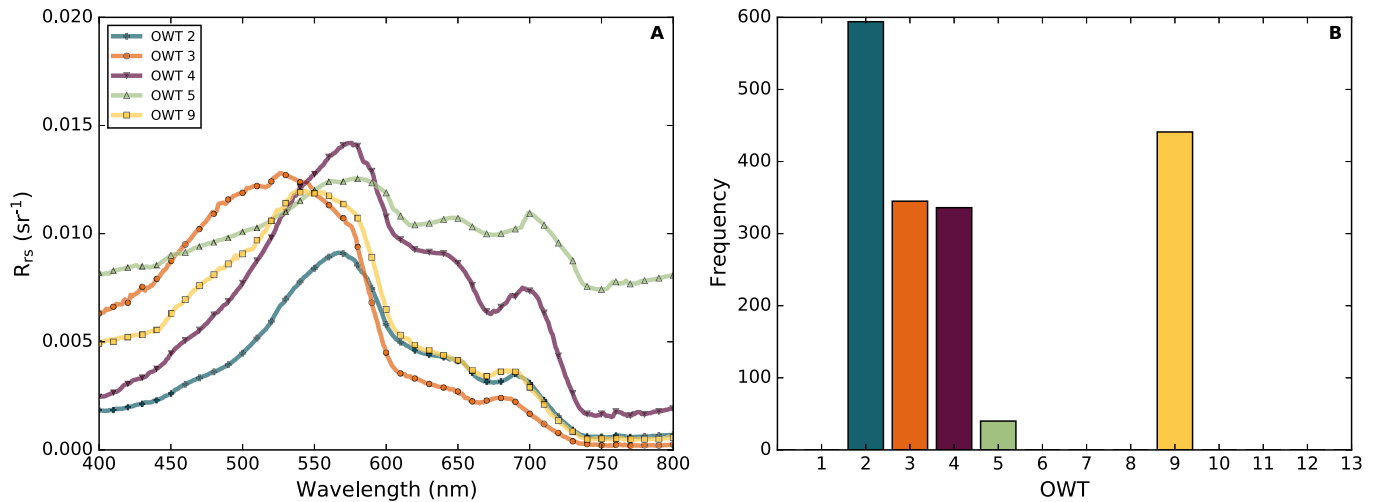 A
OWT 2
OWT 3
OWT 4
OWT 5
OWT 9
0.020
0.015
0.010
0.005
0.000
Rrs (sr-1)
400 450 500 550 600 650 700 750 800
Wavelength (nm)
B
600
500
400
300
200
100
0
Frequency
1 2 3 4 5 6 7 8 9 10 11 12 13
OWT